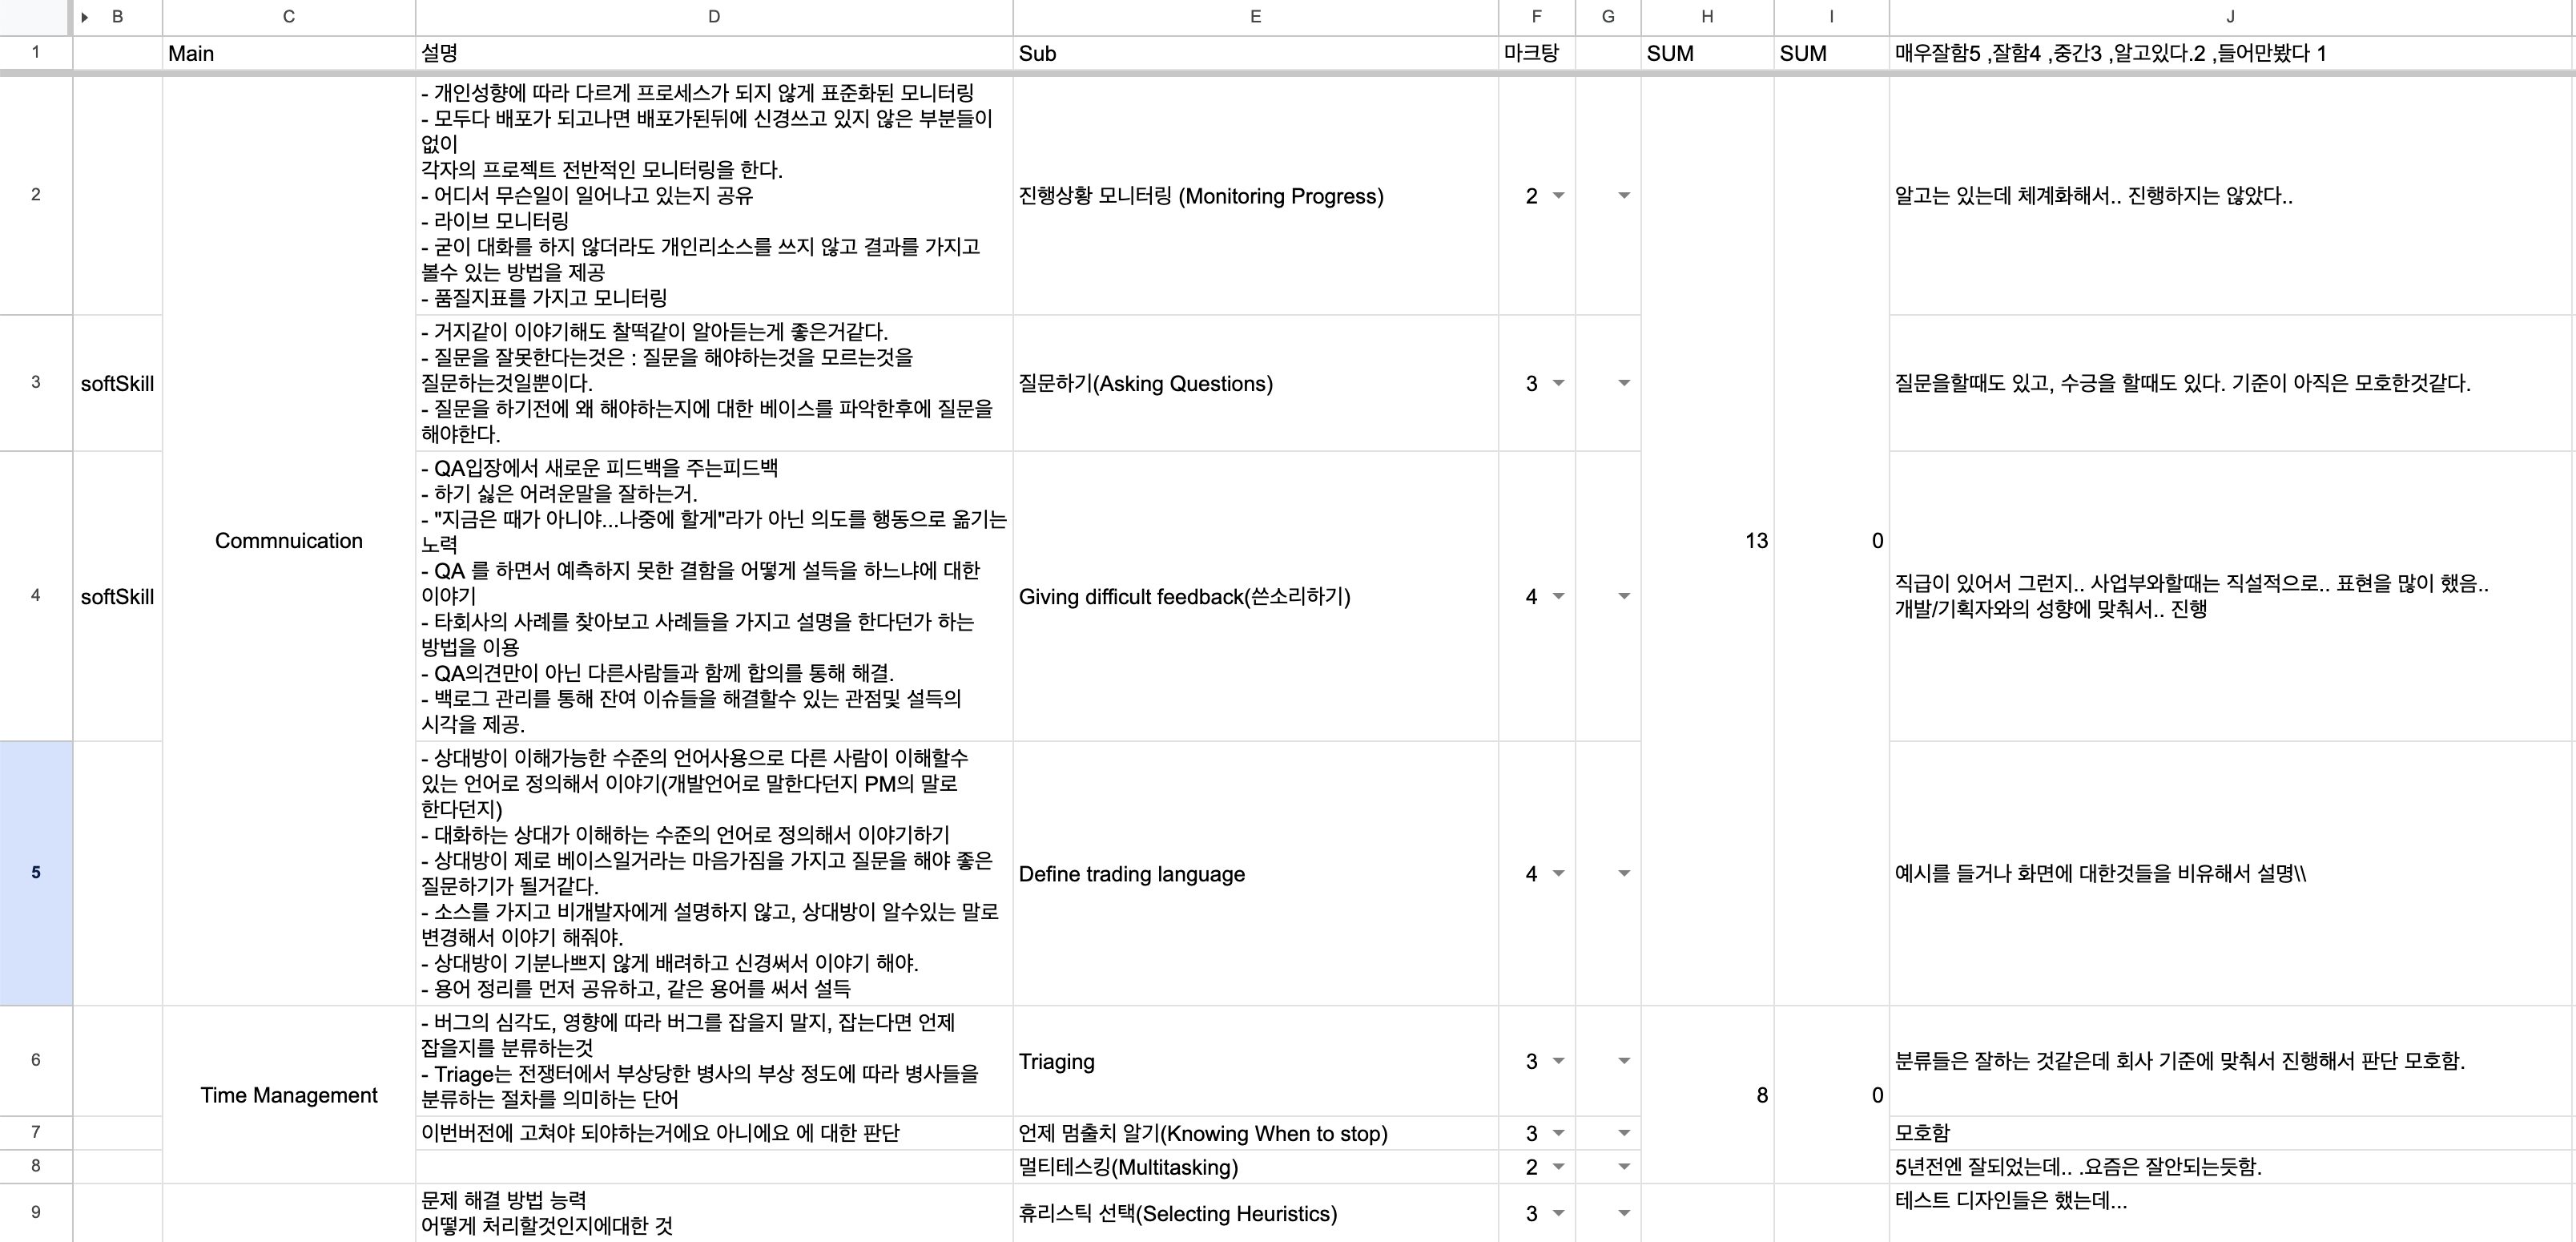 B C D E F G H I J
1 Main 설명 Sub 마크탕 SUM SUM 매우잘함5 ,잘함4 ,중간3 ,알고있다.2 ,들어만봤다 1
- 개인성향에 따라 다르게 프로세스가 되지 않게 표준화된 모니터링
- 모두다 배포가 되고나면 배포가된뒤에 신경쓰고 있지 않은 부분들이
없이
각자의 프로젝트 전반적인 모니터링을 한다.
- 어디서 무슨일이 일어나고 있는지 공유
- 라이브 모니터링
- 굳이 대화를 하지 않더라도 개인리소스를 쓰지 않고 결과를 가지고
볼수 있는 방법을 제공
- 품질지표를 가지고 모니터링
2 진행상황 모니터링 (Monitoring Progress) 2 알고는 있는데 체계화해서.. 진행하지는 않았다..
- 거지같이 이야기해도 찰떡같이 알아듣는게 좋은거같다.
- 질문을 잘못한다는것은 : 질문을 해야하는것을 모르는것을
질문하는것일뿐이다.
- 질문을 하기전에 왜 해야하는지에 대한 베이스를 파악한후에 질문을
해야한다.
3 softSkill 질문하기(Asking Questions) 3 질문을할때도 있고, 수긍을 할때도 있다. 기준이 아직은 모호한것같다.
Commnuication 13 0
- QA입장에서 새로운 피드백을 주는피드백
- 하기 싫은 어려운말을 잘하는거.
- "지금은 때가 아니야...나중에 할게"라가 아닌 의도를 행동으로 옮기는
노력
- QA 를 하면서 예측하지 못한 결함을 어떻게 설득을 하느냐에 대한
이야기
- 타회사의 사례를 찾아보고 사례들을 가지고 설명을 한다던가 하는
방법을 이용
- QA의견만이 아닌 다른사람들과 함께 합의를 통해 해결.
- 백로그 관리를 통해 잔여 이슈들을 해결할수 있는 관점및 설득의
시각을 제공.
4 softSkill Giving difficult feedback(쓴소리하기) 4
직급이 있어서 그런지.. 사업부와할때는 직설적으로.. 표현을 많이 했음..
개발/기획자와의 성향에 맞춰서.. 진행
- 상대방이 이해가능한 수준의 언어사용으로 다른 사람이 이해할수
있는 언어로 정의해서 이야기(개발언어로 말한다던지 PM의 말로
한다던지)
- 대화하는 상대가 이해하는 수준의 언어로 정의해서 이야기하기
- 상대방이 제로 베이스일거라는 마음가짐을 가지고 질문을 해야 좋은
질문하기가 될거같다.
- 소스를 가지고 비개발자에게 설명하지 않고, 상대방이 알수있는 말로
변경해서 이야기 해줘야.
- 상대방이 기분나쁘지 않게 배려하고 신경써서 이야기 해야.
- 용어 정리를 먼저 공유하고, 같은 용어를 써서 설득
5 Define trading language 4 예시를 들거나 화면에 대한것들을 비유해서 설명\\
- 버그의 심각도, 영향에 따라 버그를 잡을지 말지, 잡는다면 언제
잡을지를 분류하는것
- Triage는 전쟁터에서 부상당한 병사의 부상 정도에 따라 병사들을
분류하는 절차를 의미하는 단어
6 Triaging 3 분류들은 잘하는 것같은데 회사 기준에 맞춰서 진행해서 판단 모호함.
Time Management 8 0
7 이번버전에 고쳐야 되야하는거에요 아니에요 에 대한 판단 언제 멈출치 알기(Knowing When to stop) 3 모호함
8 멀티테스킹(Multitasking) 2 5년전엔 잘되었는데.. .요즘은 잘안되는듯함.
문제 해결 방법 능력
어떻게 처리할것인지에대한 것
9 휴리스틱 선택(Selecting Heuristics) 3 테스트 디자인들은 했는데...